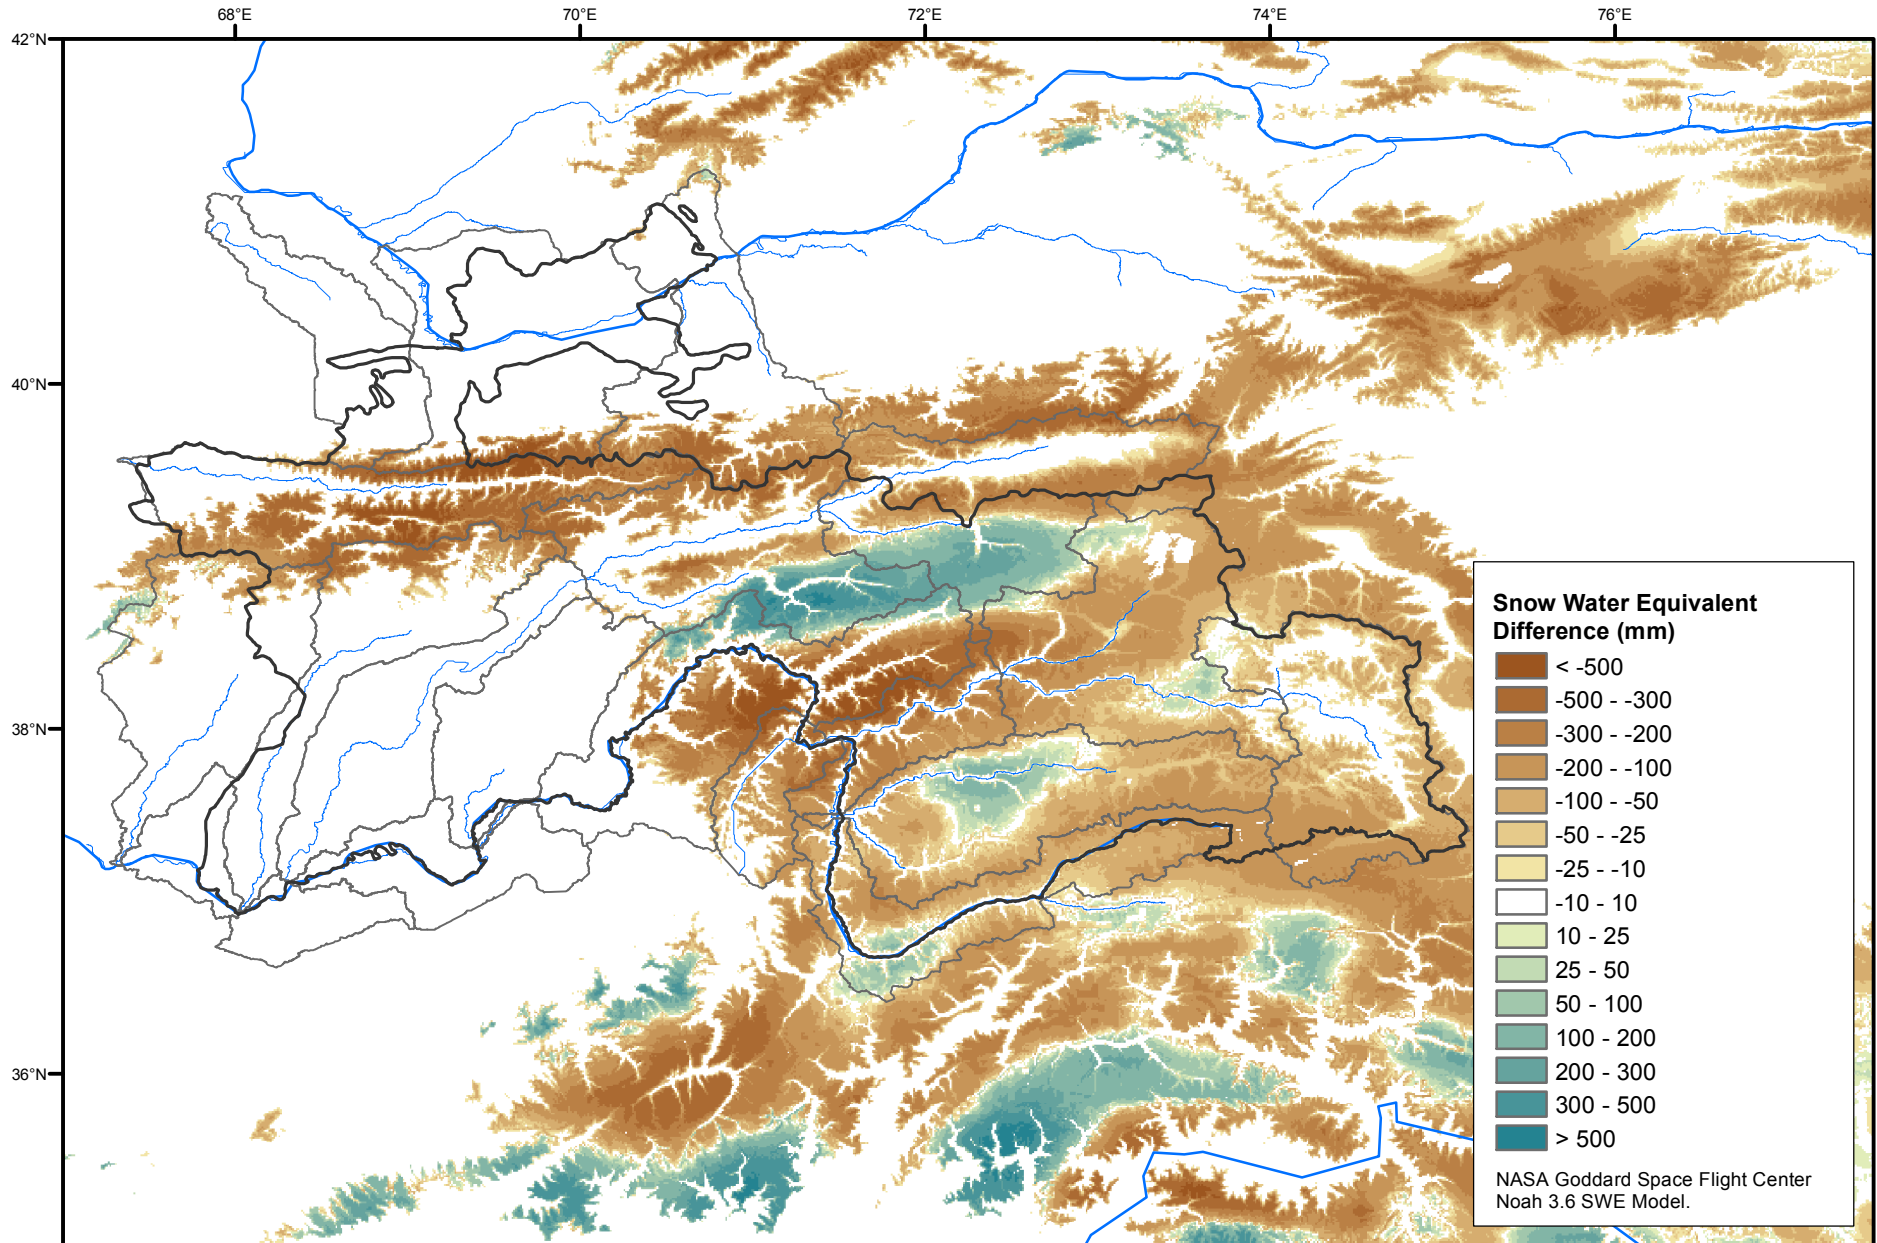 68°E 70°E 72°E 74°E 76°E
42°N
40°N
38°N
36°N
Snow Water Equivalent
Difference (mm)
< -500
-500 - -300
-300 - -200
-200 - -100
-100 - -50
-50 - -25
-25 - -10
-10 - 10
10 - 25
25 - 50
50 - 100
100 - 200
200 - 300
300 - 500
> 500
NASA Goddard Space Flight Center
Noah 3.6 SWE Model.